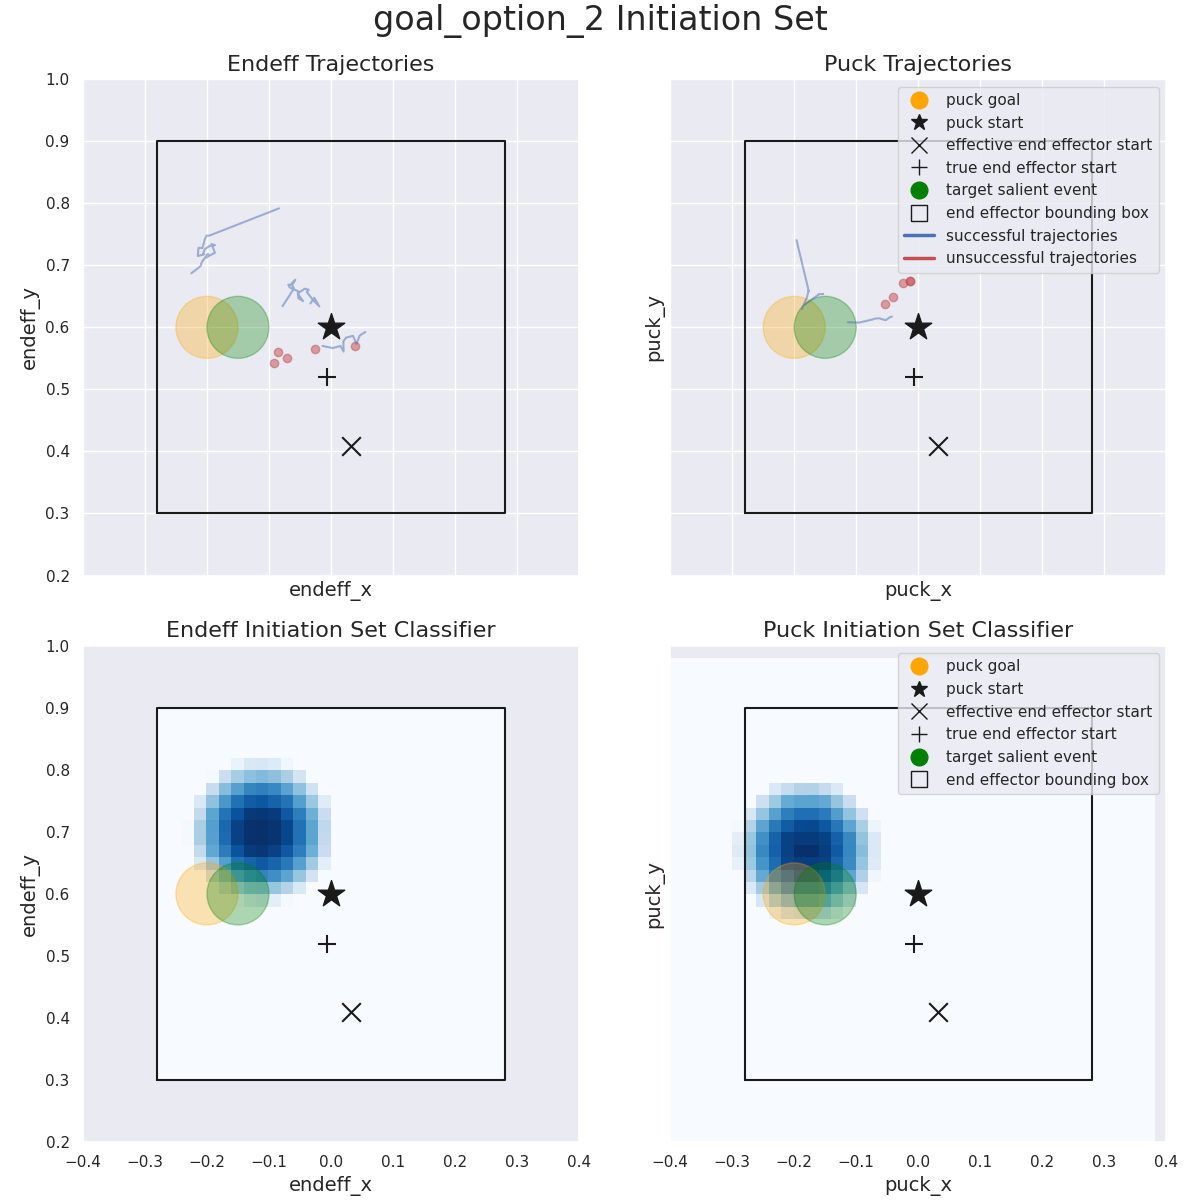 goal_option_2 Initiation Set
Endeff Trajectories
Puck Trajectories
1.0
0.9
0.8
0.7
0.6
0.5
0.4
0.3
0.2
endeff_y
endeff_x
puck_y
puck_x
puck goal
puck start
effective end effector start
true end effector start
target salient event
end effector bounding box
successful trajectories
unsuccessful trajectories
Endeff Initiation Set Classifier
Puck Initiation Set Classifier
1.0
0.9
0.8
0.7
0.6
0.5
0.4
0.3
0.2
endeff_y
−0.4 −0.3 −0.2 −0.1 0.0 0.1 0.2 0.3 0.4
endeff_x
puck_y
puck goal
puck start
effective end effector start
true end effector start
target salient event
end effector bounding box
−0.4 −0.3 −0.2 −0.1 0.0 0.1 0.2 0.3 0.4
puck_x